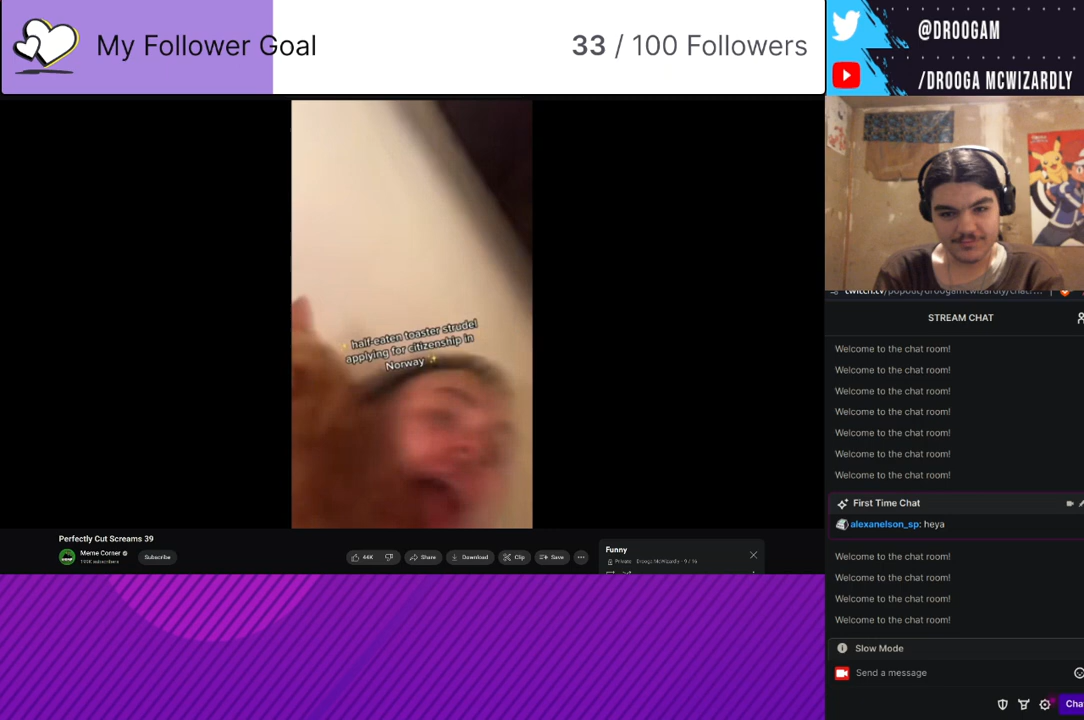 My Follower Goal
33 / 100 Followers
@DROOGAM
/DROOGA MCWIZARDLY
half-eaten toaster strudel
applying for citizenship in
Norway
STREAM CHAT
Welcome to the chat room!
Welcome to the chat room!
Welcome to the chat room!
Welcome to the chat room!
Welcome to the chat room!
Welcome to the chat room!
Welcome to the chat room!
First Time Chat
alexanelson_sp: heya
Welcome to the chat room!
Welcome to the chat room!
Welcome to the chat room!
Welcome to the chat room!
Slow Mode
Send a message
Cha
Perfectly Cut Screams 39
Meme Corner
Subscribe
44K
Share
Download
Clip
Save
Funny
Private Drooga McWizardly - 9 / 16